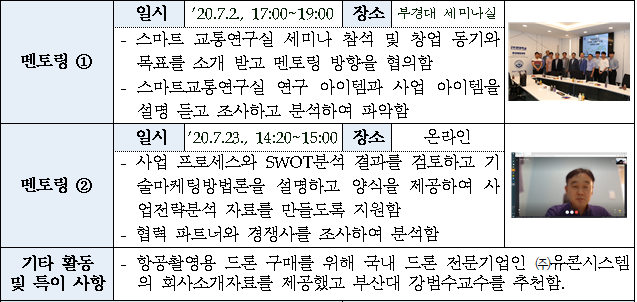 일시 '20.7.2., 17:00~19:00 장소 부경대 세미나실
멘토링 ①
- 스마트 교통연구실 세미나 참석 및 창업 동기와
목표를 소개 받고 멘토링 방향을 협의함
- 스마트교통연구실 연구 아이템과 사업 아이템을
설명 듣고 조사하고 분석하여 파악함
일시 '20.7.23., 14:20~15:00 장소 온라인
멘토링 ②
- 사업 프로세스와 SWOT분석 결과를 검토하고 기
술마케팅방법론을 설명하고 양식을 제공하여 사
업전략분석 자료를 만들도록 지원함
- 협력 파트너와 경쟁사를 조사하여 분석함
기타 활동
및 특이 사항
- 항공촬영용 드론 구매를 위해 국내 드론 전문기업인 ㈜유콘시스템
의 회사소개자료를 제공했고 부산대 강범수교수를 추천함.